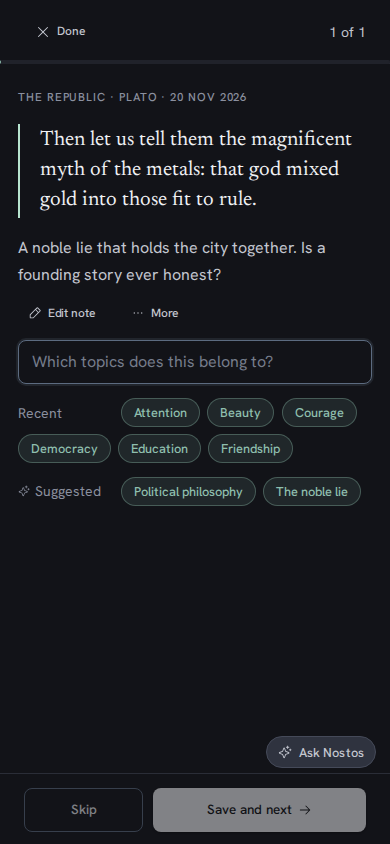 Done
1 of 1
THE REPUBLIC · PLATO · 20 NOV 2026
Then let us tell them the magnificent
myth of the metals: that god mixed
gold into those fit to rule.
A noble lie that holds the city together. Is a
founding story ever honest?
Edit note
More
Which topics does this belong to?
Recent Attention Beauty Courage
Democracy Education Friendship
Suggested Political philosophy The noble lie
Ask Nostos
Skip
Save and next →